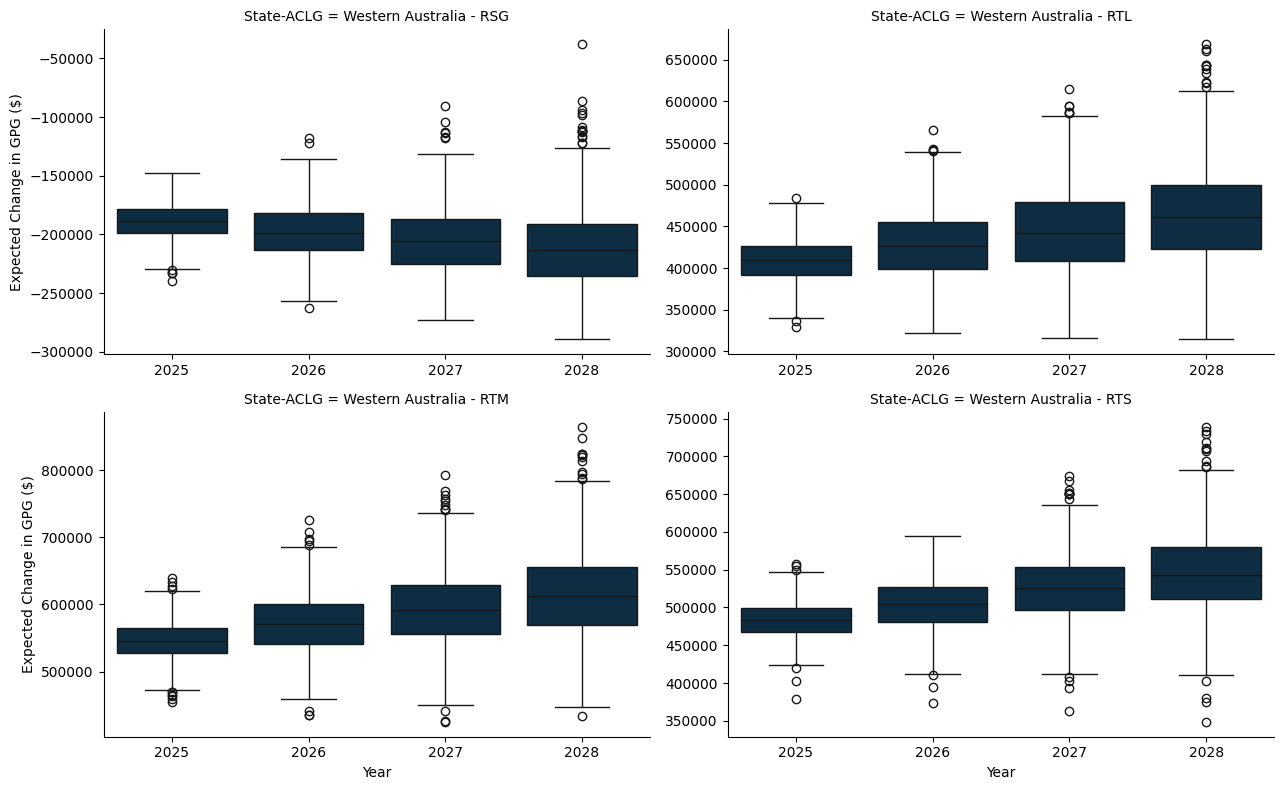 State-ACLG = Western Australia - RSG
State-ACLG = Western Australia - RTL
Expected Change in GPG ($)
−50000
−100000
−150000
−200000
−250000
−300000
2025 2026 2027 2028
650000
600000
550000
500000
450000
400000
350000
300000
2025 2026 2027 2028
State-ACLG = Western Australia - RTM
State-ACLG = Western Australia - RTS
Expected Change in GPG ($)
800000
700000
600000
500000
2025 2026 2027 2028
Year
750000
700000
650000
600000
550000
500000
450000
400000
350000
2025 2026 2027 2028
Year